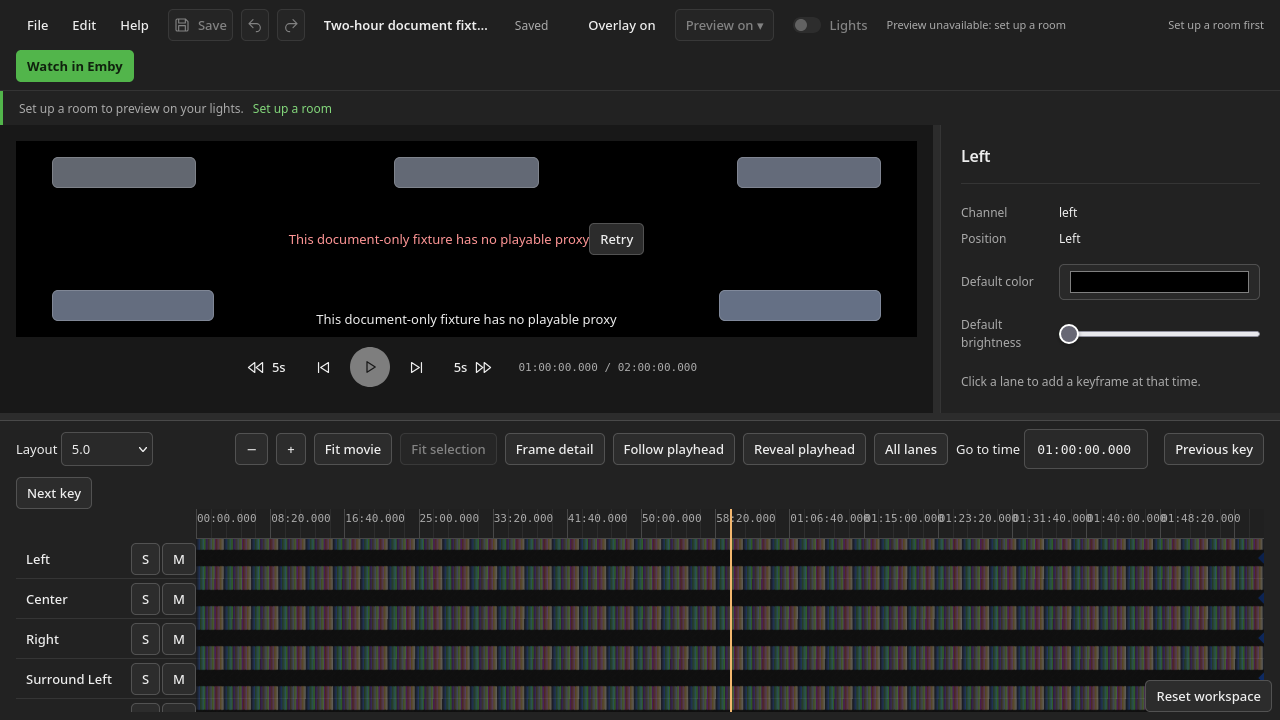 File Edit Help Save Two-hour document fixt... Saved Overlay on Preview on ▾ Lights Preview unavailable: set up a room Set up a room first
Watch in Emby
Set up a room to preview on your lights. Set up a room
Left
Channel left
Position Left
Default color
Default brightness
Click a lane to add a keyframe at that time.
This document-only fixture has no playable proxy Retry
This document-only fixture has no playable proxy
5s 5s 01:00:00.000 / 02:00:00.000
Layout 5.0 − + Fit movie Fit selection Frame detail Follow playhead Reveal playhead All lanes Go to time 01:00:00.000 Previous key
Next key
00:00.000 08:20.000 16:40.000 25:00.000 33:20.000 41:40.000 50:00.000 58:20.000 01:06:40.000 01:15:00.000 01:23:20.000 01:31:40.000 01:40:00.000 01:48:20.000
Left S M
Center S M
Right S M
Surround Left S M
Reset workspace